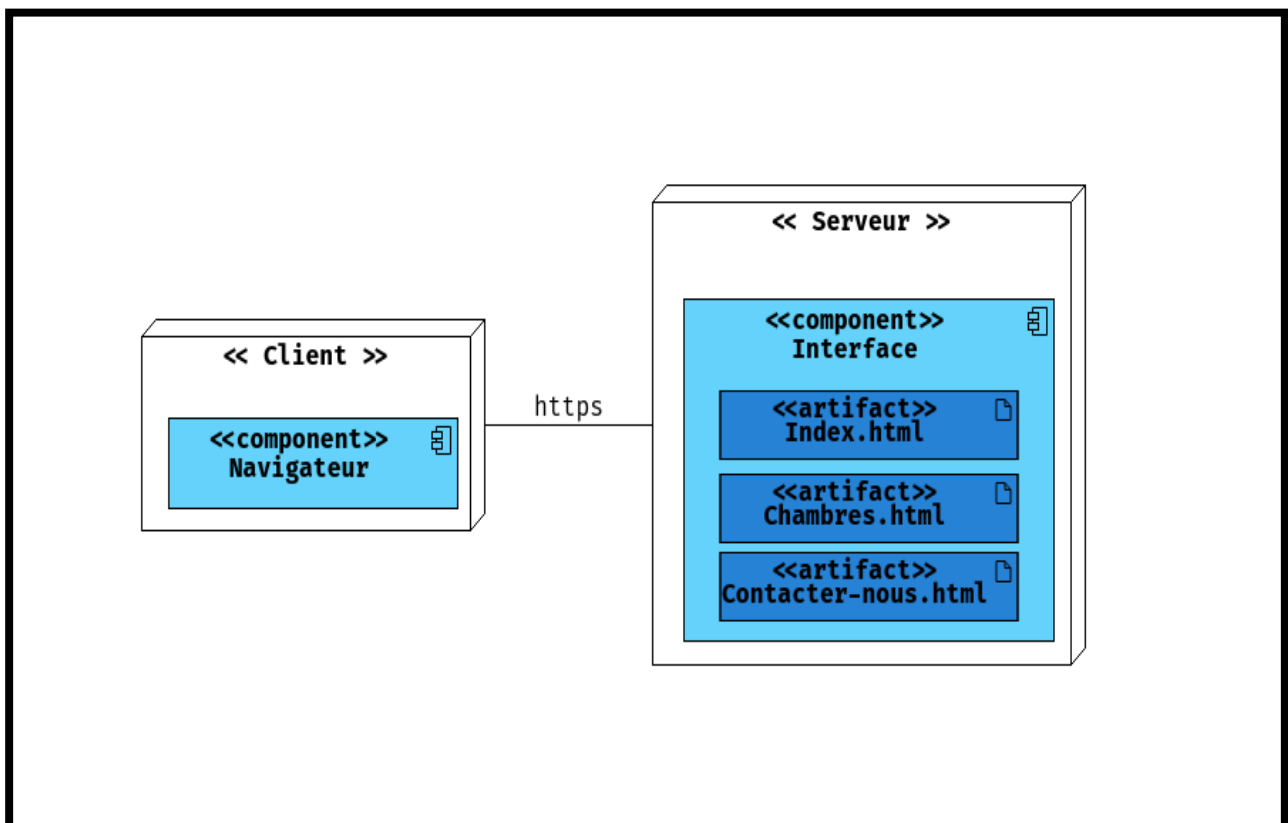 << Serveur >>
<<component>>
Interface
<< Client >>
https
<<artifact>>
Index.html
<<component>>
Navigateur
<<artifact>>
Chambres.html
<<artifact>>
Contacter-nous.html